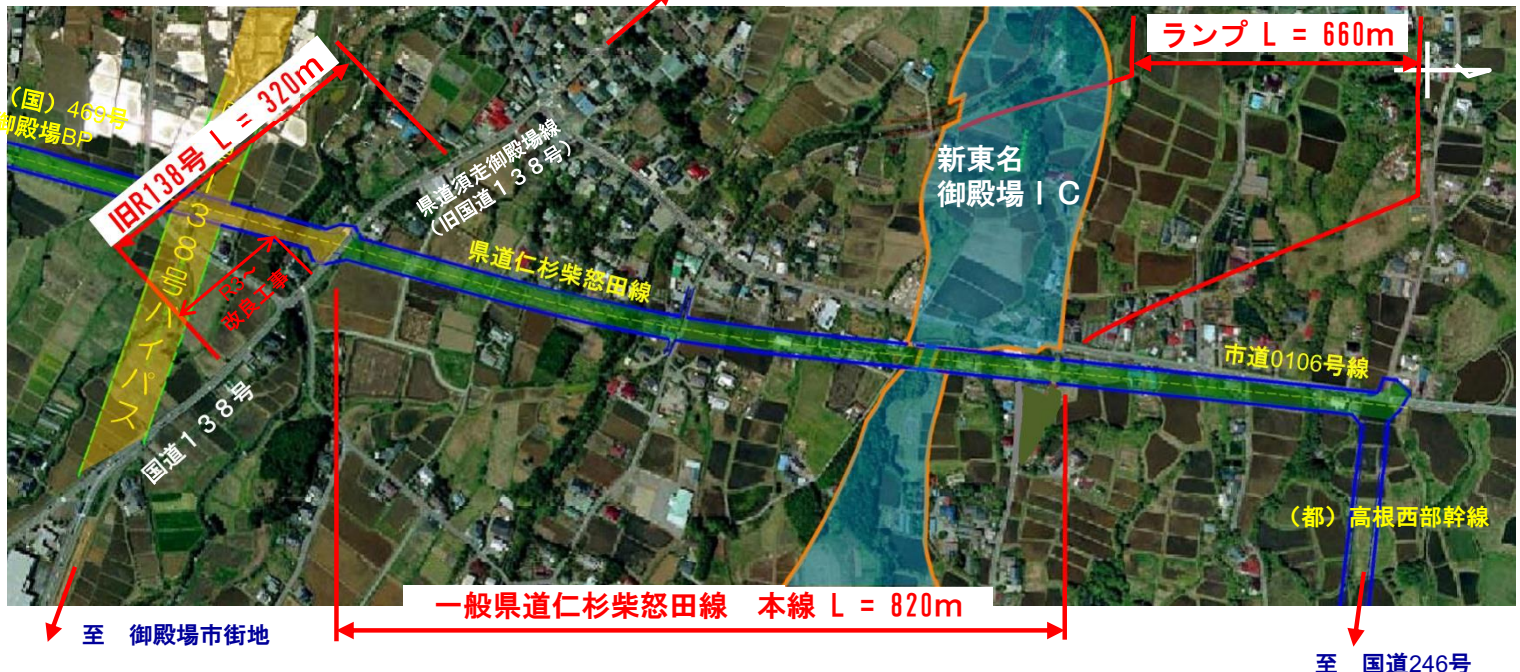 ランプ L = 660m
旧R138号 L = 320m
(国)469号
御殿場BP
県道須走御殿場線
(旧国道138号)
新東名
御殿場IC
38号バイパス
R3~
改良工事
県道仁杉柴怒田線
市道0106号線
国道138号
(都)高根西部幹線
一般県道仁杉柴怒田線 本線 L = 820m
至 御殿場市街地
至 国道246号